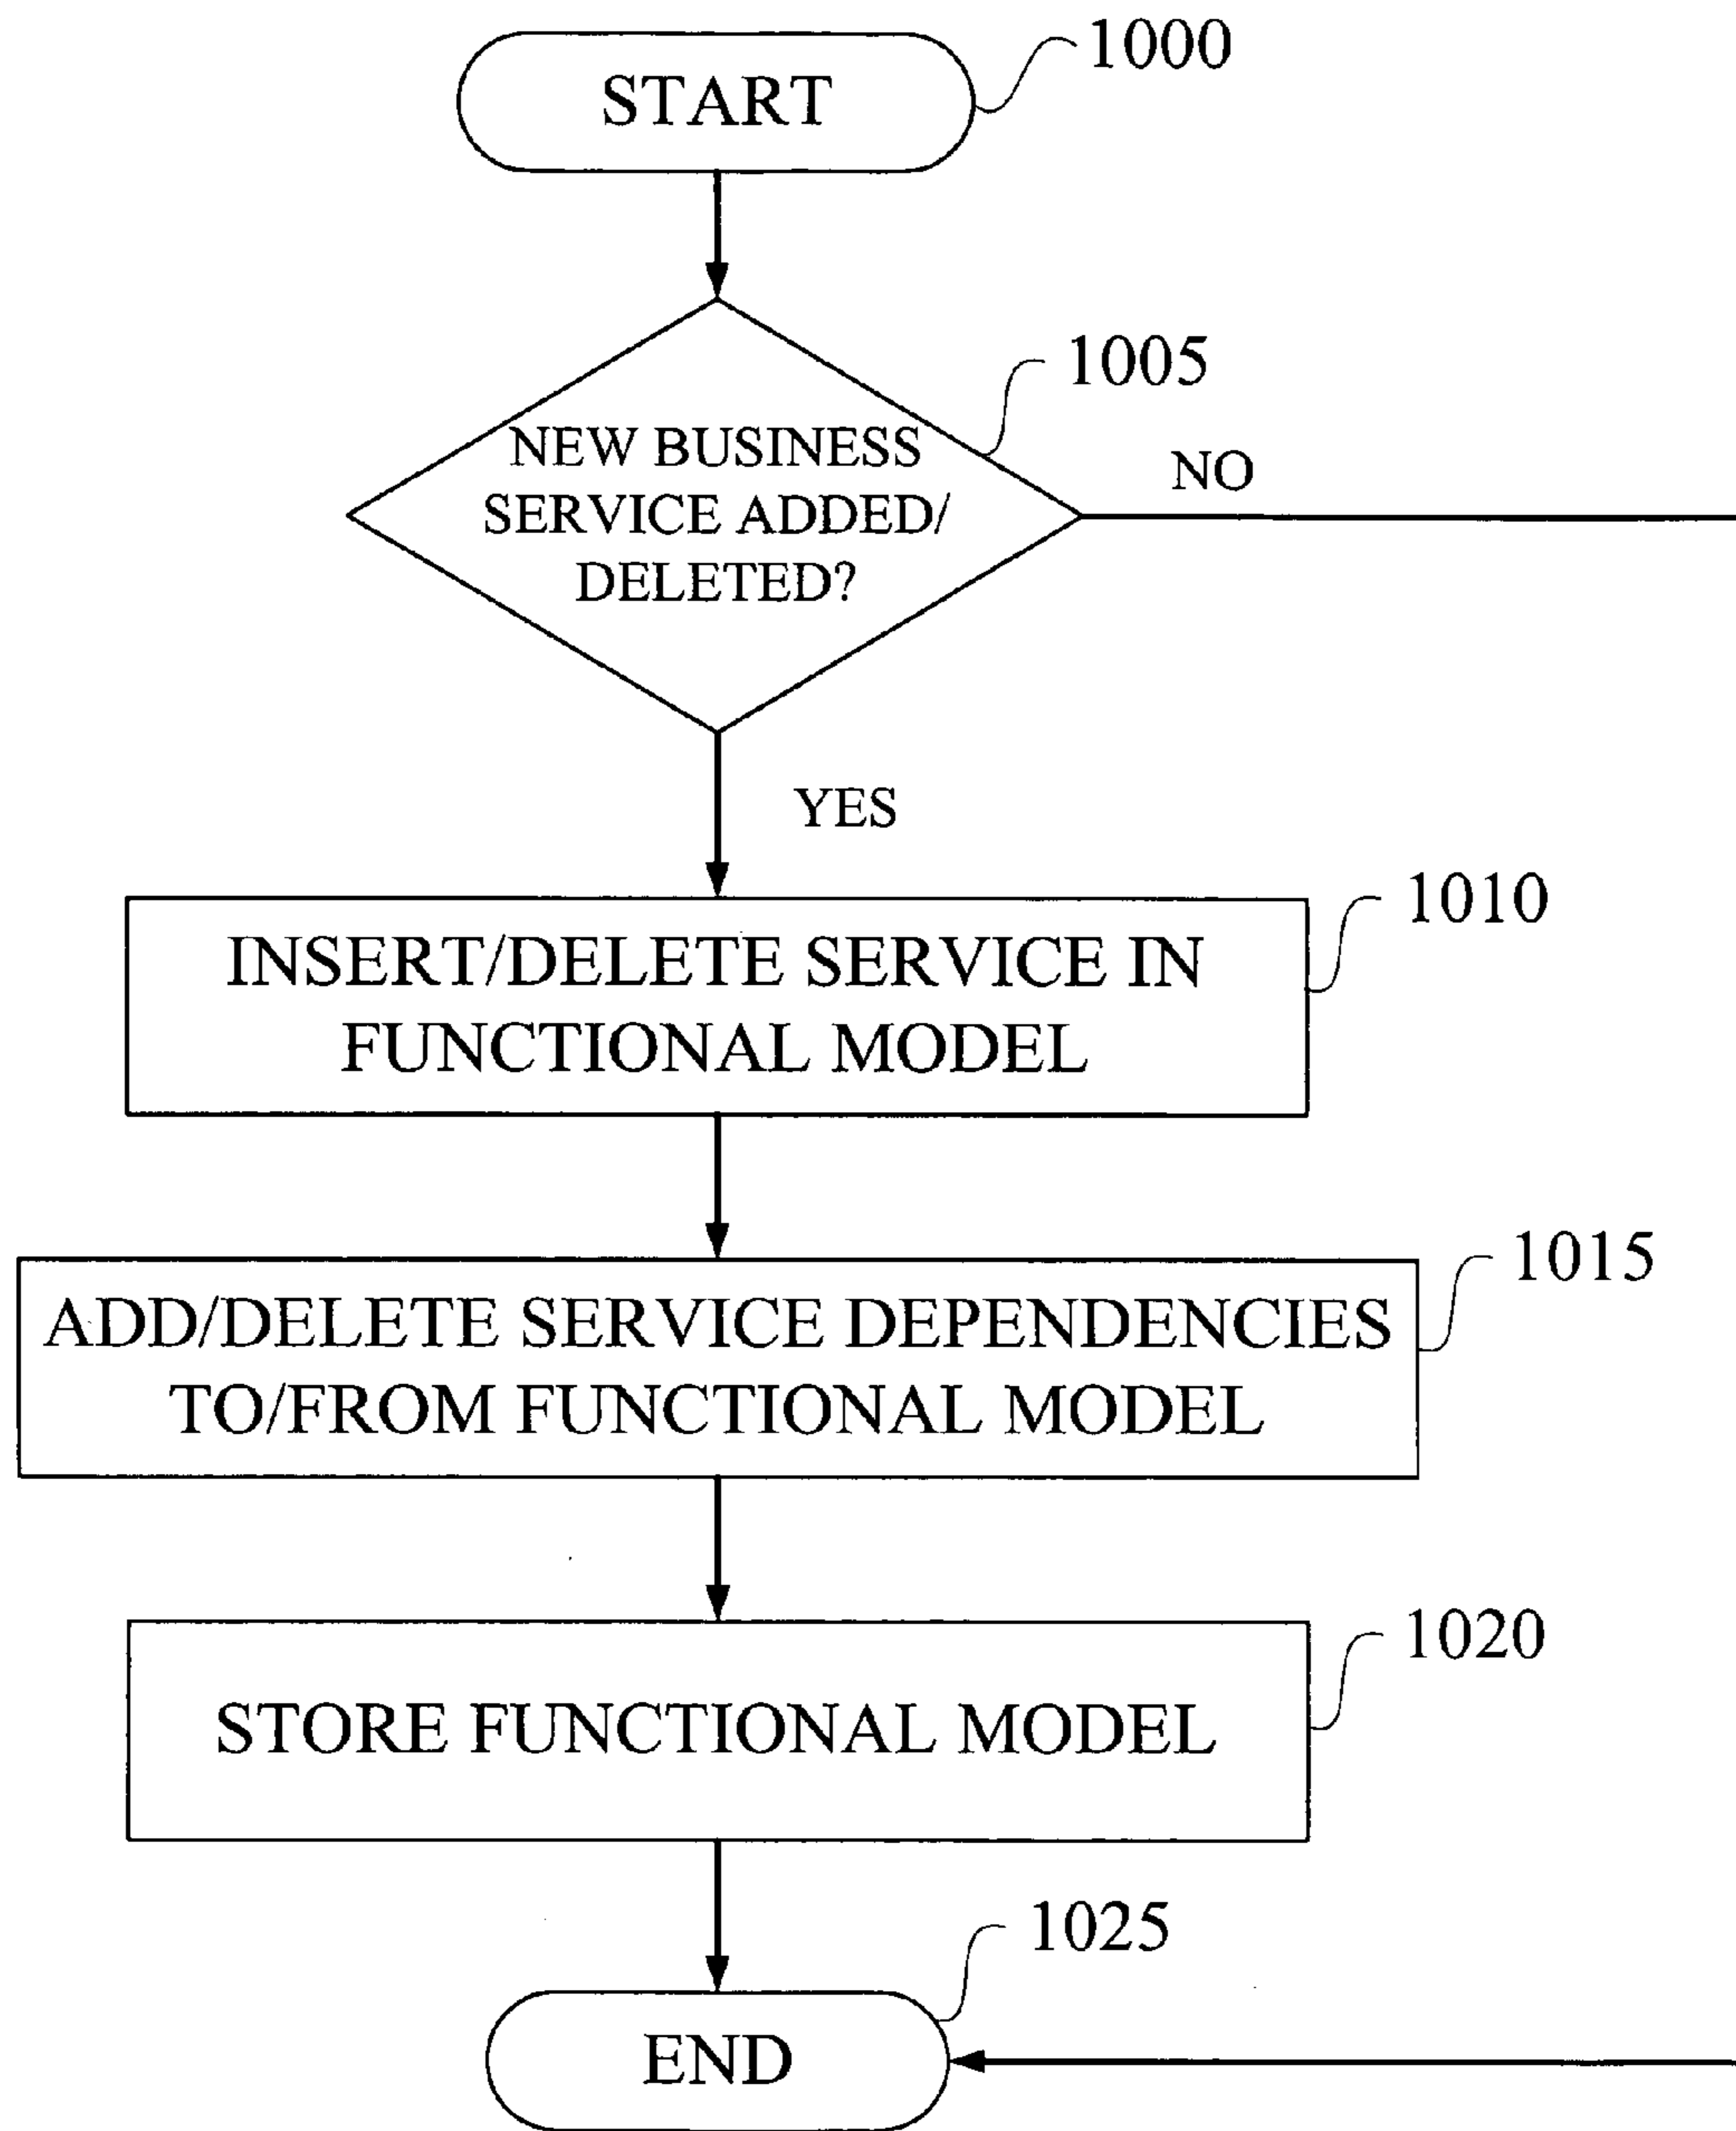 START
1000
1005
NEW BUSINESS
SERVICE ADDED/
DELETED?
NO
YES
1010
INSERT/DELETE SERVICE IN
FUNCTIONAL MODEL
1015
ADD/DELETE SERVICE DEPENDENCIES
TO/FROM FUNCTIONAL MODEL
1020
STORE FUNCTIONAL MODEL
1025
END